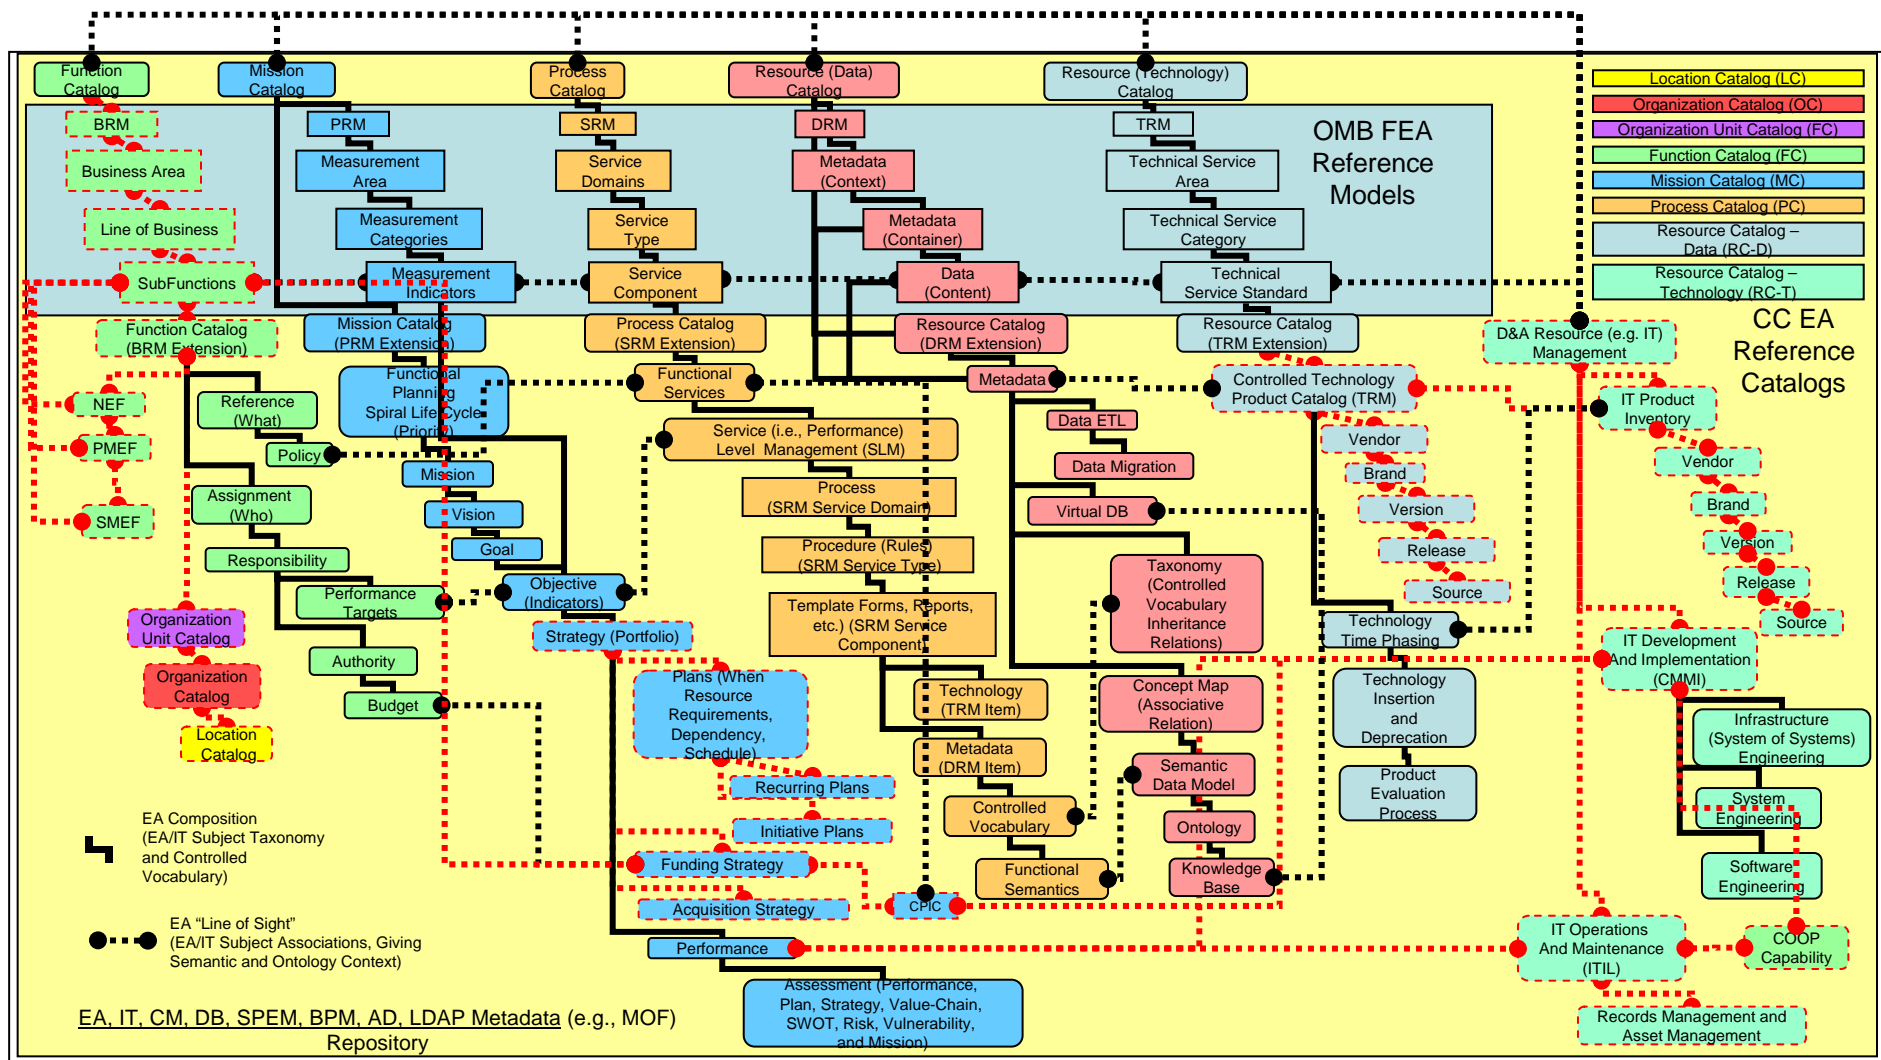 Function
Catalog
Mission
Catalog
Process
Catalog
Resource (Data)
Catalog
Resource (Technology)
Catalog
Location Catalog (LC)
Organization Catalog (OC)
Organization Unit Catalog (FC)
Function Catalog (FC)
Mission Catalog (MC)
Process Catalog (PC)
Resource Catalog –
Data (RC-D)
Resource Catalog –
Technology (RC-T)
OMB FEA
Reference
Models
BRM
PRM
SRM
DRM
TRM
Business Area
Measurement
Area
Service
Domains
Metadata
(Context)
Technical Service
Area
Line of Business
Measurement
Categories
Service
Type
Metadata
(Container)
Technical Service
Category
SubFunctions
Measurement
Indicators
Service
Component
Data
(Content)
Technical
Service Standard
Function Catalog
(BRM Extension)
Mission Catalog
(PRM Extension)
Process Catalog
(SRM Extension)
Resource Catalog
(DRM Extension)
Resource Catalog
(TRM Extension)
D&A Resource (e.g. IT)
Management
CC EA
Reference
Catalogs
NEF
PMEF
SMEF
Reference
(What)
Policy
Assignment
(Who)
Responsibility
Performance
Targets
Authority
Budget
Organization
Unit Catalog
Organization
Catalog
Location
Catalog
Functional
Planning
Spiral Life Cycle
(Priority)
Mission
Vision
Goal
Objective
(Indicators)
Strategy (Portfolio)
Plans (When
Resource
Requirements,
Dependency,
Schedule)
Recurring Plans
Initiative Plans
Funding Strategy
Acquisition Strategy
CPIC
Performance
Assessment (Performance,
Plan, Strategy, Value-Chain,
SWOT, Risk, Vulnerability,
and Mission)
Functional
Services
Service (i.e., Performance)
Level Management (SLM)
Process
(SRM Service Domain)
Procedure (Rules)
(SRM Service Type)
Template Forms, Reports,
etc.) (SRM Service
Component)
Technology
(TRM Item)
Metadata
(DRM Item)
Controlled
Vocabulary
Functional
Semantics
Metadata
Data ETL
Data Migration
Virtual DB
Taxonomy
(Controlled
Vocabulary
Inheritance
Relations)
Concept Map
(Associative
Relation)
Semantic
Data Model
Ontology
Knowledge
Base
Controlled Technology
Product Catalog (TRM)
Vendor
Brand
Version
Release
Source
Technology
Time Phasing
Technology
Insertion
and
Deprecation
Product
Evaluation
Process
IT Product
Inventory
Vendor
Brand
Version
Release
Source
IT Development
And Implementation
(CMMI)
Infrastructure
(System of Systems)
Engineering
System
Engineering
Software
Engineering
IT Operations
And Maintenance
(ITIL)
COOP
Capability
Records Management and
Asset Management
EA Composition
(EA/IT Subject Taxonomy
and Controlled
Vocabulary)
EA “Line of Sight”
(EA/IT Subject Associations, Giving
Semantic and Ontology Context)
EA, IT, CM, DB, SPEM, BPM, AD, LDAP Metadata (e.g., MOF)
Repository